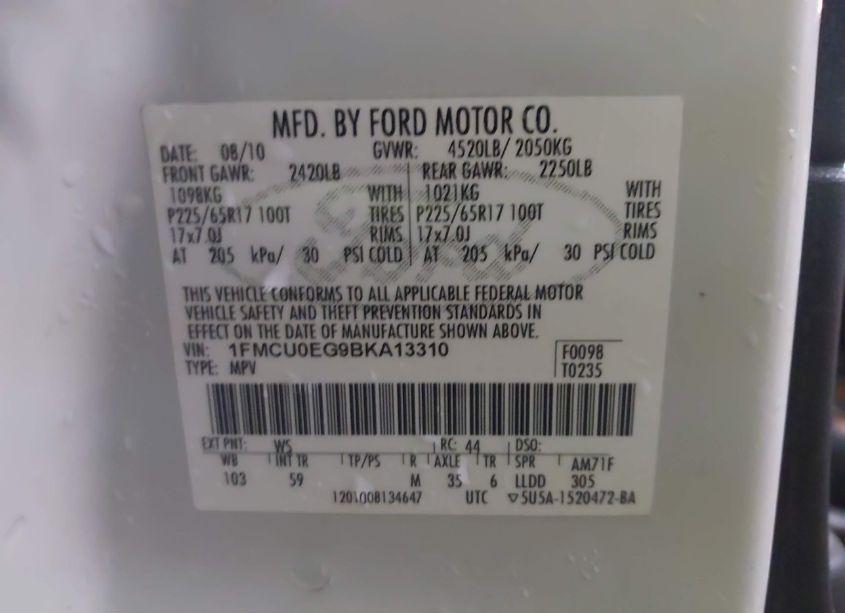 MFD. BY FORD MOTOR CO.
DATE: 08/10 GVWR: 4520LB/ 2050KG
FRONT GAWR: 2420LB REAR GAWR: 2250LB
1098KG WITH 1021KG WITH
P225/65R17 100T TIRES P225/65R17 100T TIRES
17x7.0J RIMS 17x7.0J RIMS
AT 205 kPa/ 30 PSI COLD AT 205 kPa/ 30 PSI COLD
THIS VEHICLE CONFORMS TO ALL APPLICABLE FEDERAL MOTOR
VEHICLE SAFETY AND THEFT PREVENTION STANDARDS IN
EFFECT ON THE DATE OF MANUFACTURE SHOWN ABOVE.
VIN: 1FMCU0EG9BKA13310 F0098
TYPE: MPV T0235
EXT PNT: WS RC: 44 DSO:
WB INT TR TP/PS R AXLE TR SPR AM71F
103 59 M 35 6 LLDD 305
1201008134647 UTC ▽5U5A-1520472-BA